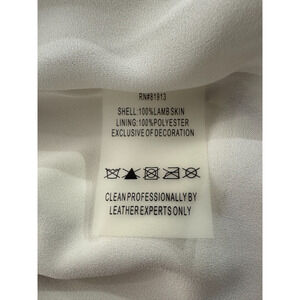 RN#81913
SHELL:100%LAMB SKIN
LINING:100%POLYESTER
EXCLUSIVE OF DECORATION
CLEAN PROFESSIONALLY BY
LEATHER EXPERTS ONLY